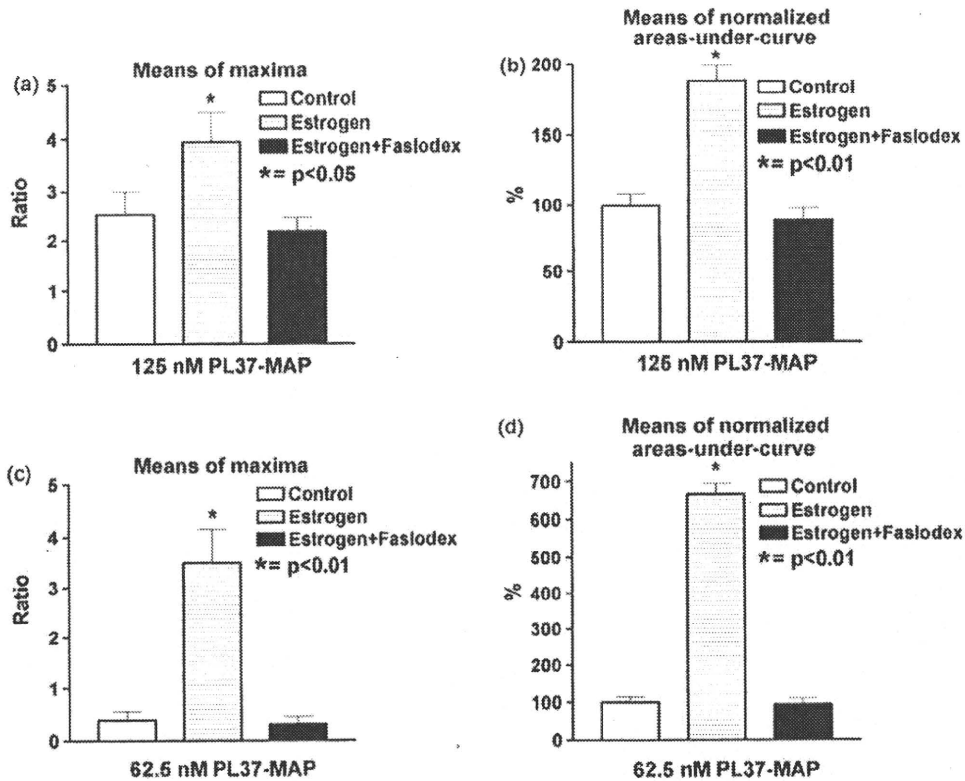 (a)
Means of maxima
5
4
3
2
1
0
Ratio
*
Control
Estrogen
Estrogen+Faslodex
*= p<0.05
125 nM PL37-MAP
(b)
Means of normalized
areas-under-curve
200
150
100
50
0
%
*
Control
Estrogen
Estrogen+Faslodex
*= p<0.01
125 nM PL37-MAP
(c)
Means of maxima
5
4
3
2
1
0
Ratio
*
Control
Estrogen
Estrogen+Faslodex
*= p<0.01
62.5 nM PL37-MAP
(d)
Means of normalized
areas-under-curve
700
600
500
400
300
200
100
0
%
*
Control
Estrogen
Estrogen+Faslodex
*= p<0.01
62.5 nM PL37-MAP